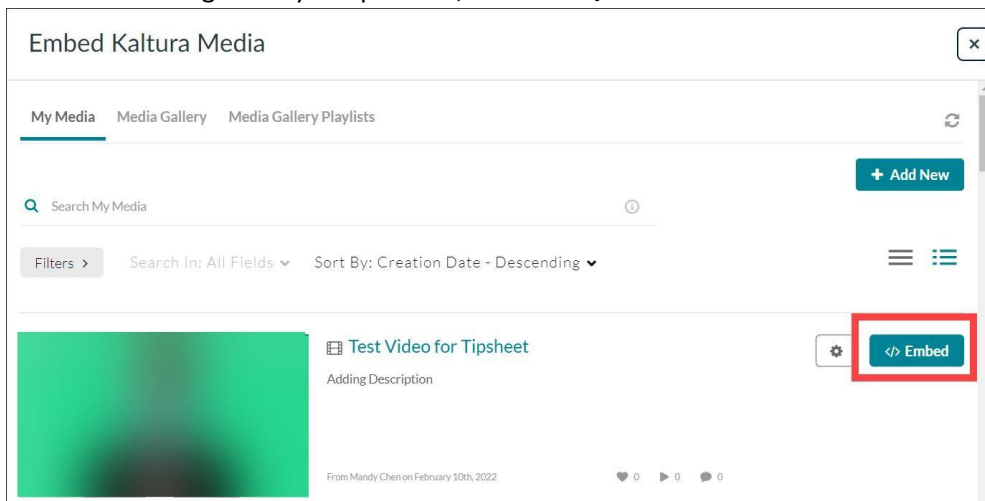 Embed Kaltura Media
My Media Media Gallery Media Gallery Playlists
+ Add New
Search My Media
Filters > Search In: All Fields Sort By: Creation Date - Descending
Test Video for Tipsheet
</> Embed
Adding Description
From Mandy Chen on February 10th, 2022 0 0 0